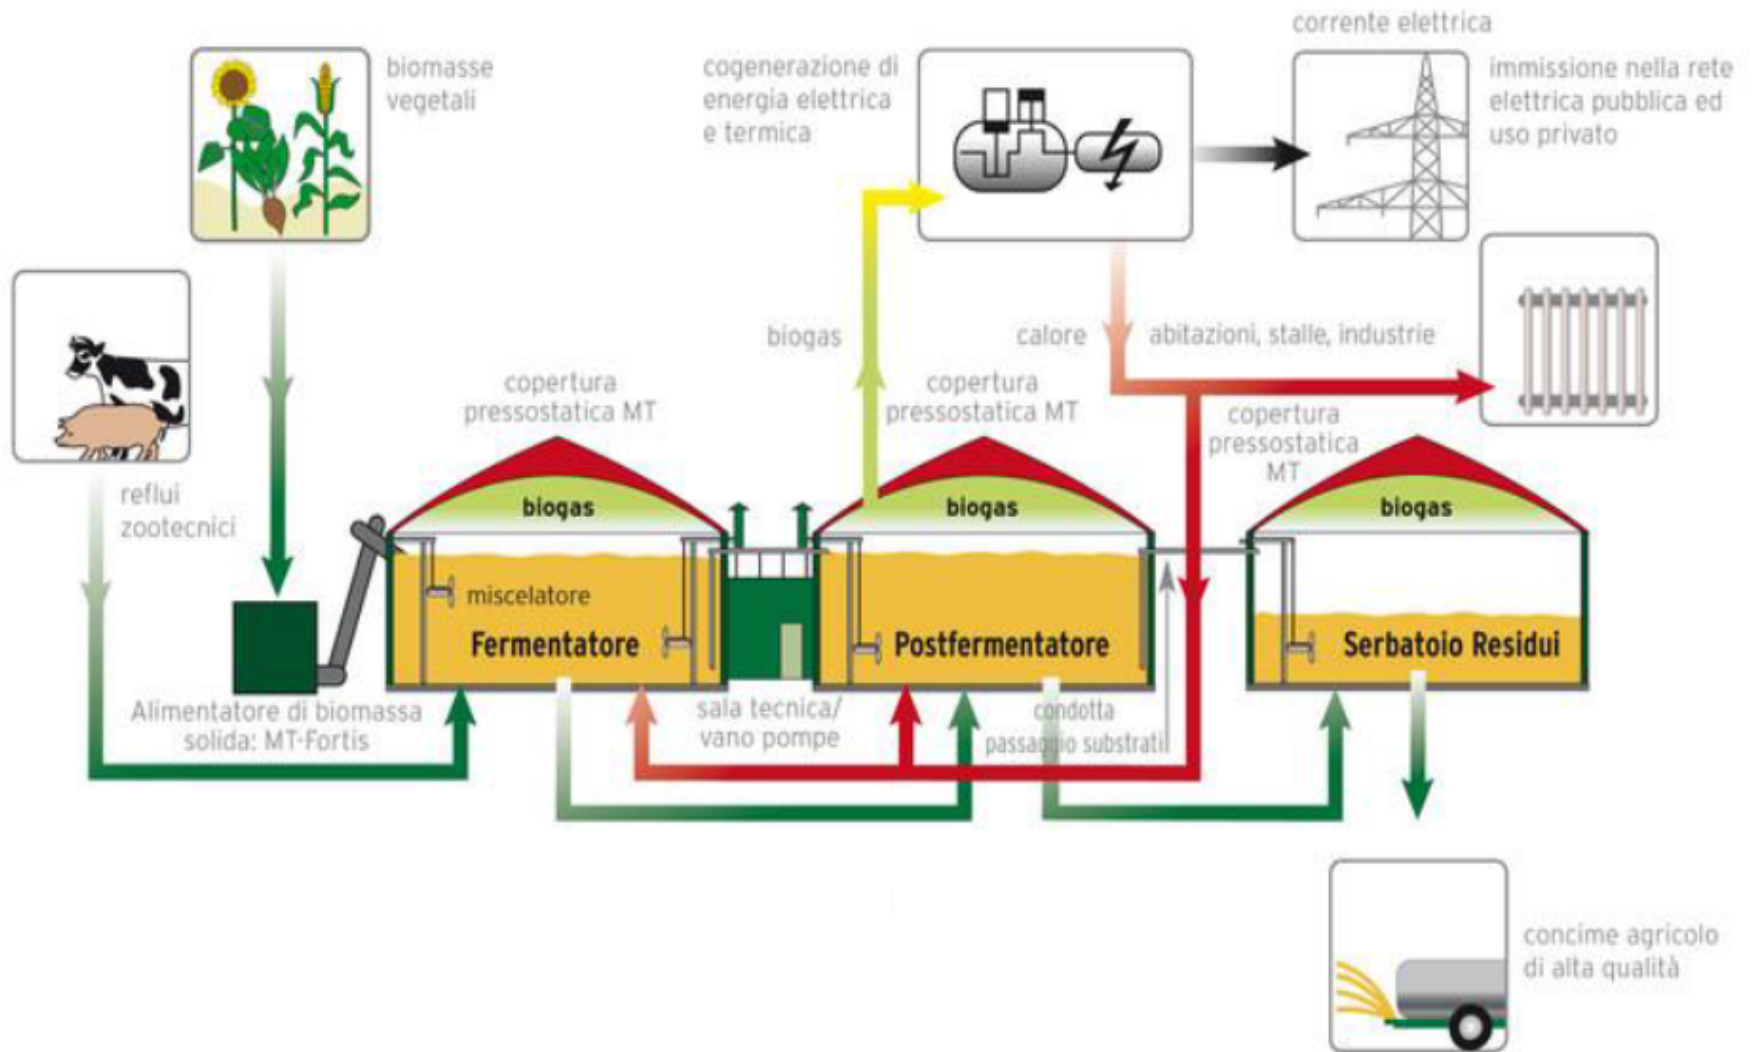 corrente elettrica
biomasse
vegetali
cogenerazione di
energia elettrica
e termica
immissione nella rete
elettrica pubblica ed
uso privato
biogas
calore
abitazioni, stalle, industrie
copertura
pressostatica MT
copertura
pressostatica MT
copertura
pressostatica
MT
reflui
zootecnici
biogas
biogas
biogas
miscelatore
Fermentatore
Postfermentatore
Serbatoio Residui
Alimentatore di biomassa
solida: MT-Fortis
sala tecnica/
vano pompe
condotta
passaggio substrati
concime agricolo
di alta qualità